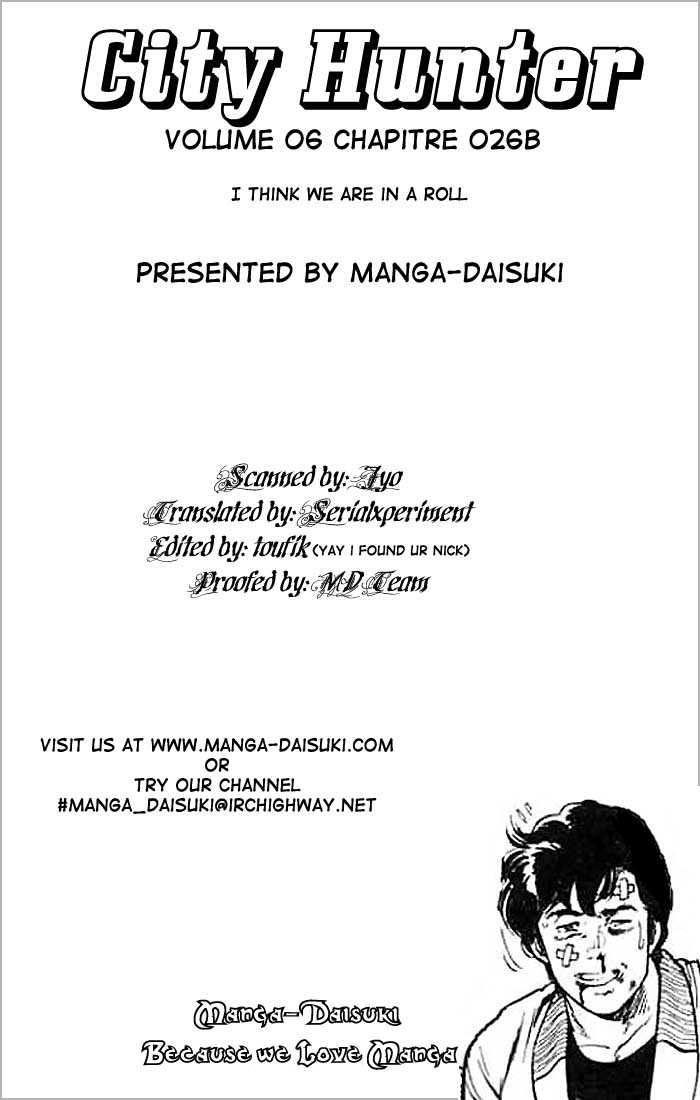 City Hunter
VOLUME 06 CHAPITRE 026B
I THINK WE ARE IN A ROLL
PRESENTED BY MANGA-DAISUKI
Scanned by: Iyo
Translated by: Serialxperiment
Edited by: toufik (YAY I FOUND UR NICK)
Proofed by: MD Team
VISIT US AT WWW.MANGA-DAISUKI.COM
OR
TRY OUR CHANNEL
#MANGA_DAISUKI@IRCHIGHWAY.NET
Manga-Daisuki
Because we Love Manga